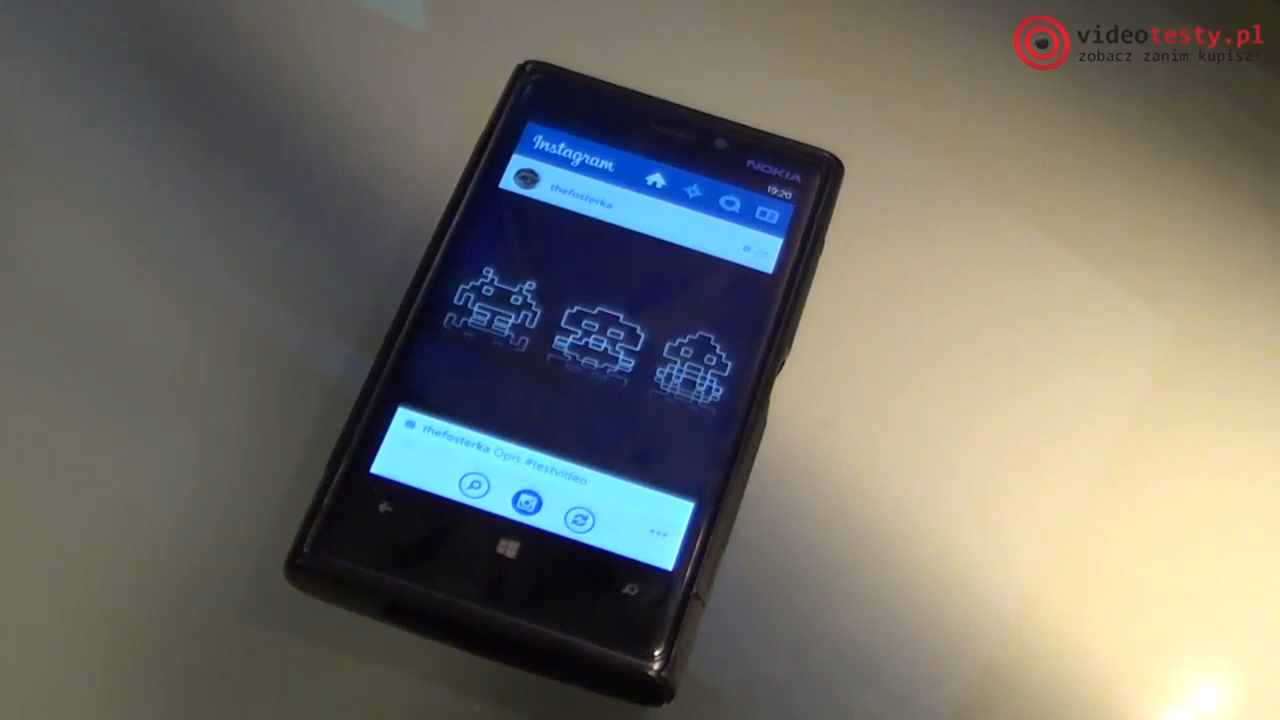 videotesty.pl
zobacz zanim kupisz!
NOKIA
19:20
Instagram
thefosterka
thefosterka Opis #testvideo